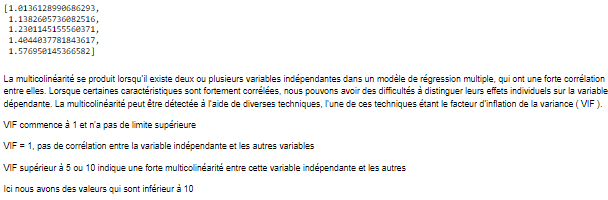 [1.0136128990686293,
1.1382605736082516,
1.2301145155560371,
1.4044037781843617,
1.576950145366582]
La multicolinéarité se produit lorsqu'il existe deux ou plusieurs variables indépendantes dans un modèle de régression multiple, qui ont une forte corrélation
entre elles. Lorsque certaines caractéristiques sont fortement corrélées, nous pouvons avoir des difficultés à distinguer leurs effets individuels sur la variable
dépendante. La multicolinéarité peut être détectée à l'aide de diverses techniques, l'une de ces techniques étant le facteur d'inflation de la variance ( VIF ).
VIF commence à 1 et n'a pas de limite supérieure
VIF = 1, pas de corrélation entre la variable indépendante et les autres variables
VIF supérieur à 5 ou 10 indique une forte multicolinéarité entre cette variable indépendante et les autres
Ici nous avons des valeurs qui sont inférieur à 10